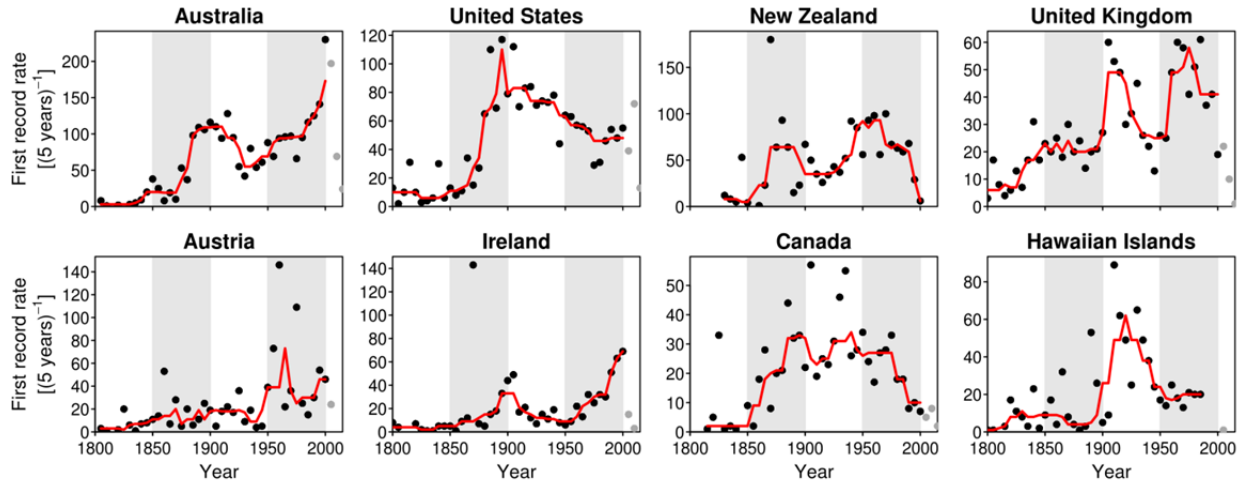 Australia
United States
New Zealand
United Kingdom
First record rate
[(5 years)⁻¹]
0 50 100 150 200
0 20 40 60 80 100 120
0 50 100 150
0 10 20 30 40 50 60
Austria
Ireland
Canada
Hawaiian Islands
First record rate
[(5 years)⁻¹]
0 20 40 60 80 100 120 140
0 20 40 60 80 100 120 140
0 10 20 30 40 50
0 20 40 60 80
1800 1850 1900 1950 2000
1800 1850 1900 1950 2000
1800 1850 1900 1950 2000
1800 1850 1900 1950 2000
Year
Year
Year
Year